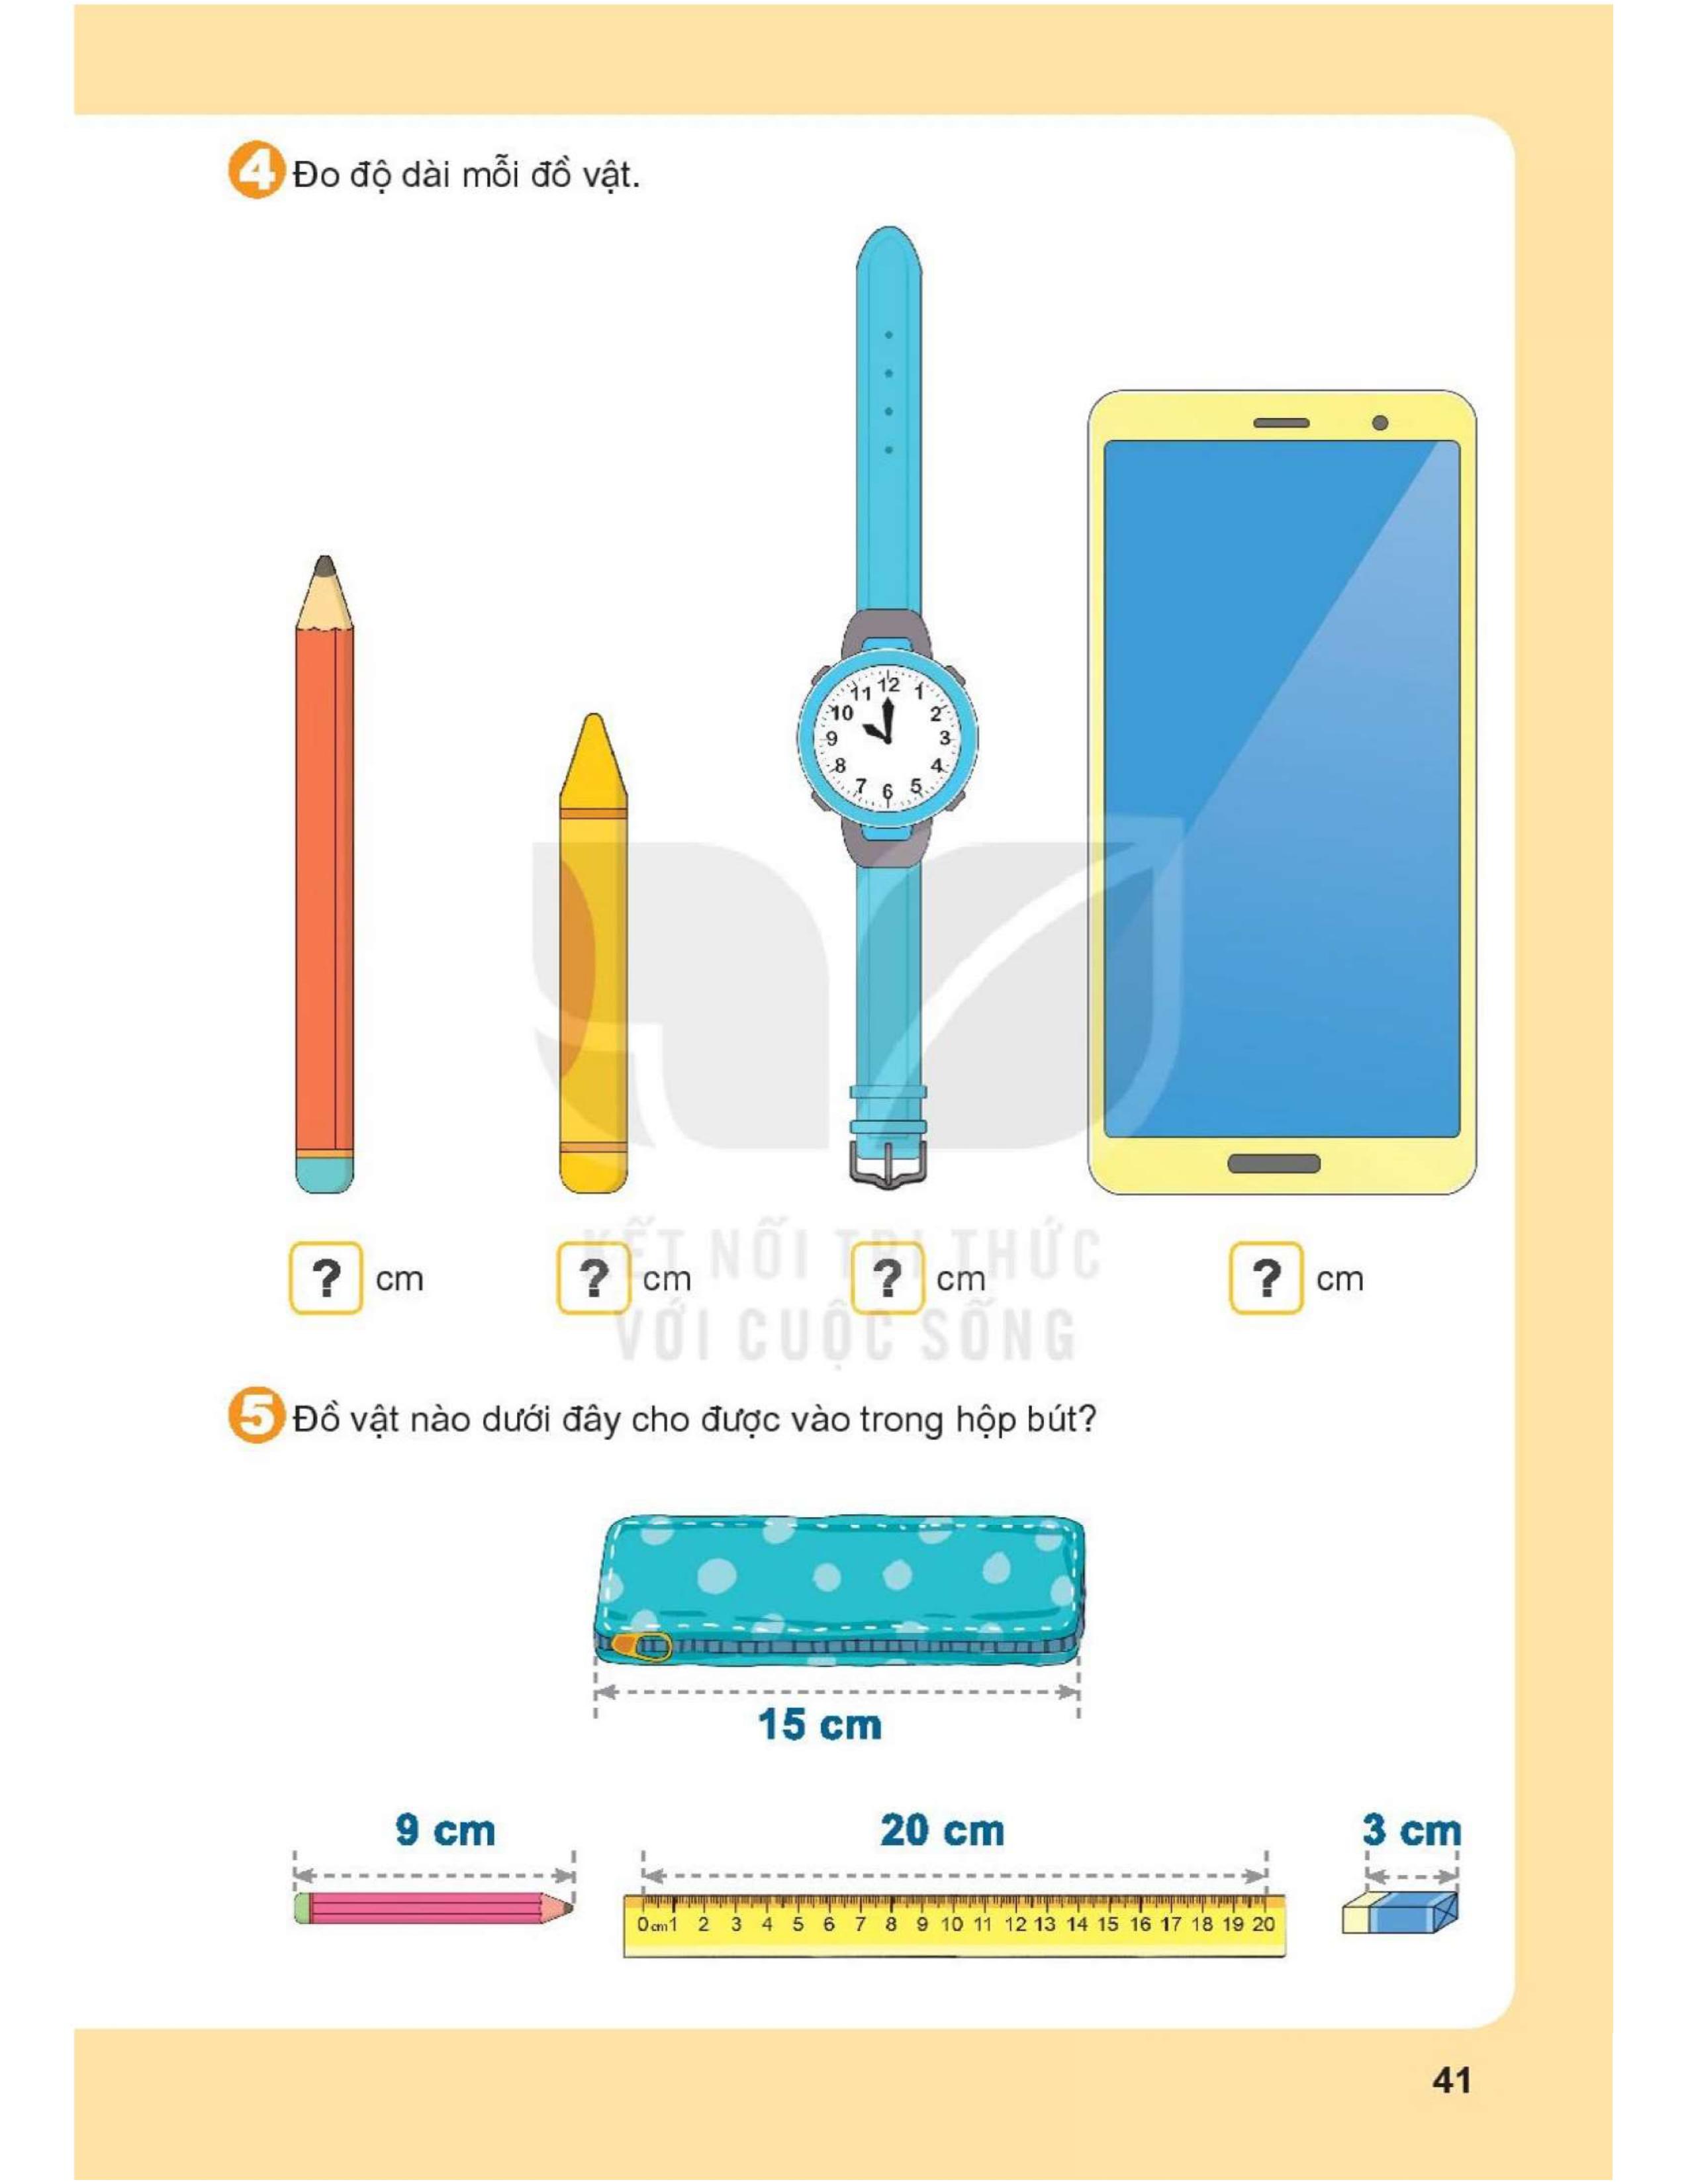 4 Đo độ dài mỗi đồ vật.
11 12 1
10 2
9 3
8 4
7 6 5
? cm ? cm ? cm ? cm
KẾT NỐI TRI THỨC
VỚI CUỘC SỐNG
5 Đồ vật nào dưới đây cho được vào trong hộp bút?
15 cm
9 cm 20 cm 3 cm
0 cm 1 2 3 4 5 6 7 8 9 10 11 12 13 14 15 16 17 18 19 20
41